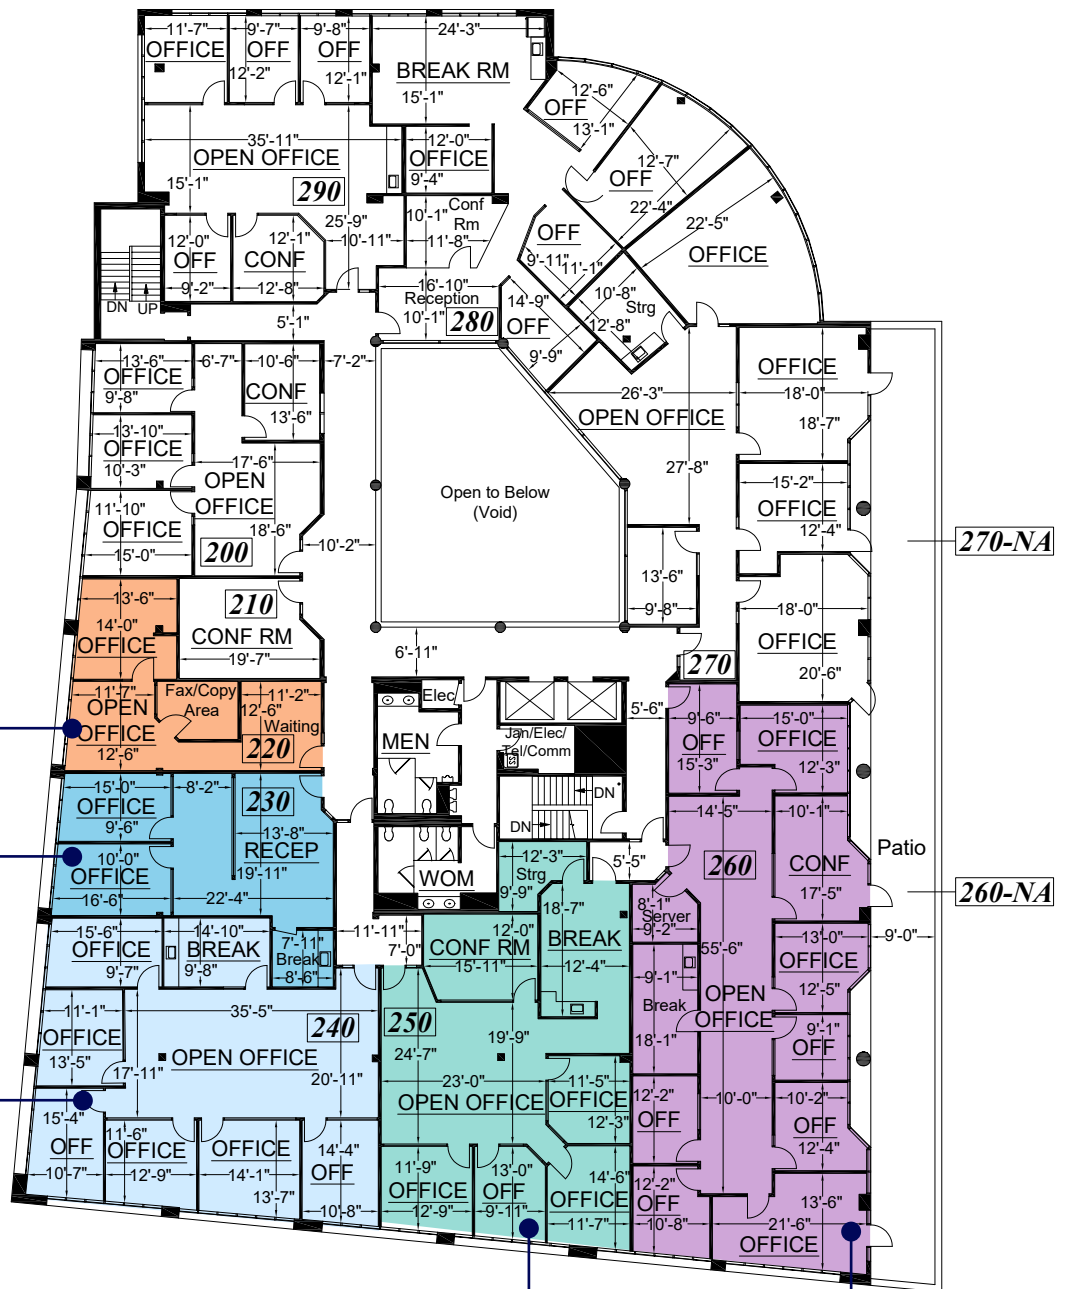 11'-7"
OFFICE
9'-7"
OFF
12'-2"
9'-8"
OFF
12'-1"
24'-3"
BREAK RM
15'-1"
12'-6"
OFF
13'-1"
35'-11"
OPEN OFFICE
15'-1"
290
12'-0"
OFFICE
9'-4"
12'-7"
OFF
22'-4"
22'-5"
OFFICE
25'-9"
10'-11"
10'-1"
Conf
Rm
11'-8"
OFF
9'-11"
11'-1"
12'-0"
OFF
9'-2"
12'-1"
CONF
12'-8"
DN
UP
5'-1"
16'-10"
Reception
10'-1"
280
14'-9"
OFF
9'-9"
10'-8"
Strg
12'-8"
13'-6"
OFFICE
9'-8"
6'-7"
10'-6"
CONF
13'-6"
7'-2"
26'-3"
OPEN OFFICE
27'-8"
OFFICE
18'-0"
18'-7"
13'-10"
OFFICE
10'-3"
17'-6"
OPEN
OFFICE
18'-6"
Open to Below
(Void)
15'-2"
OFFICE
12'-4"
11'-10"
OFFICE
15'-0"
200
10'-2"
270-NA
13'-6"
9'-8"
18'-0"
OFFICE
20'-6"
13'-6"
14'-0"
OFFICE
210
CONF RM
19'-7"
6'-11"
270
11'-7"
OPEN
OFFICE
12'-6"
Fax/Copy
Area
11'-2"
12'-6"
Waiting
220
Elec
MEN
Jan/Elec/
Tel/Comm
5'-6"
9'-6"
OFF
15'-3"
15'-0"
OFFICE
12'-3"
15'-0"
OFFICE
9'-6"
8'-2"
230
13'-8"
RECEP
19'-11"
22'-4"
DN
DN
14'-5"
260
10'-1"
CONF
17'-5"
Patio
10'-0"
OFFICE
16'-6"
WOM
12'-3"
Strg
9'-9"
5'-5"
260-NA
9'-0"
15'-6"
OFFICE
9'-7"
14'-10"
BREAK
9'-8"
7'-11"
Break
8'-6"
11'-11"
7'-0"
12'-0"
CONF RM
15'-11"
18'-7"
BREAK
12'-4"
8'-1"
Server
9'-2"
55'-6"
OPEN
OFFICE
10'-0"
13'-0"
OFFICE
12'-5"
9'-1"
Break
18'-1"
11'-1"
OFFICE
13'-5"
35'-5"
240
OPEN OFFICE
17'-11"
20'-11"
250
24'-7"
19'-9"
23'-0"
OPEN OFFICE
11'-5"
OFFICE
12'-3"
9'-1"
OFF
12'-2"
OFF
10'-2"
OFF
12'-4"
15'-4"
OFF
10'-7"
11'-6"
OFFICE
12'-9"
OFFICE
14'-1"
13'-7"
14'-4"
OFF
10'-8"
11'-9"
OFFICE
12'-9"
13'-0"
OFF
9'-11"
14'-6"
OFFICE
11'-7"
12'-2"
OFF
10'-8"
13'-6"
21'-6"
OFFICE